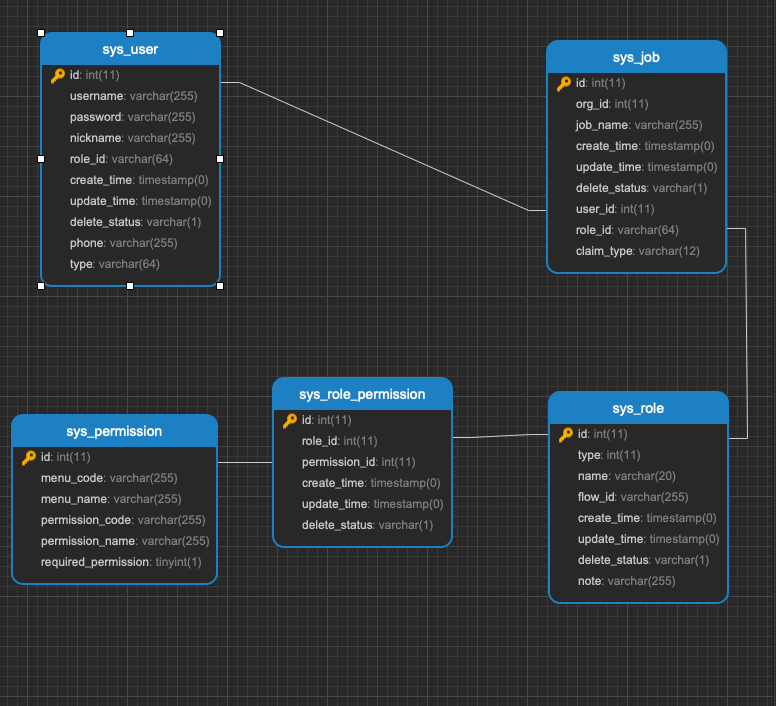 sys_user
id: int(11)
username: varchar(255)
password: varchar(255)
nickname: varchar(255)
role_id: varchar(64)
create_time: timestamp(0)
update_time: timestamp(0)
delete_status: varchar(1)
phone: varchar(255)
type: varchar(64)
sys_job
id: int(11)
org_id: int(11)
job_name: varchar(255)
create_time: timestamp(0)
update_time: timestamp(0)
delete_status: varchar(1)
user_id: int(11)
role_id: varchar(64)
claim_type: varchar(12)
sys_permission
id: int(11)
menu_code: varchar(255)
menu_name: varchar(255)
permission_code: varchar(255)
permission_name: varchar(255)
required_permission: tinyint(1)
sys_role_permission
id: int(11)
role_id: int(11)
permission_id: int(11)
create_time: timestamp(0)
update_time: timestamp(0)
delete_status: varchar(1)
sys_role
id: int(11)
type: int(11)
name: varchar(20)
flow_id: varchar(255)
create_time: timestamp(0)
update_time: timestamp(0)
delete_status: varchar(1)
note: varchar(255)